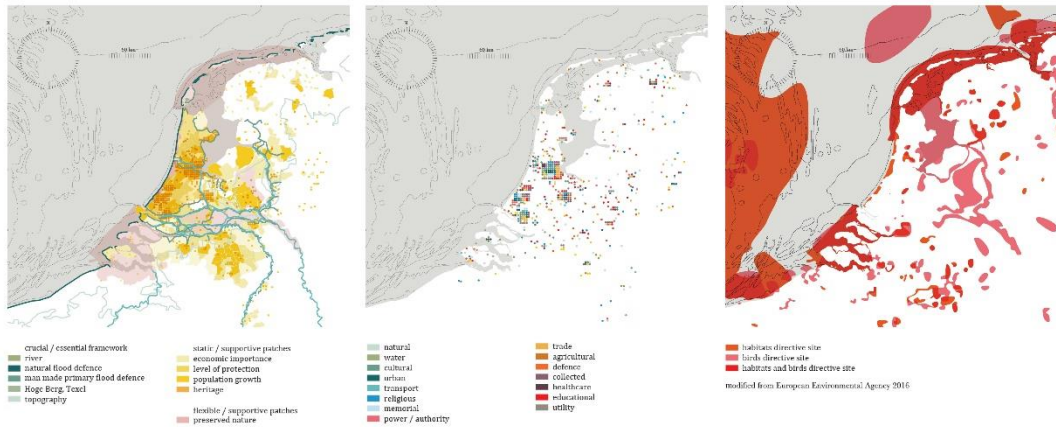 90 km
90 km
90 km
crucial / essential framework
river
natural flood defence
man made primary flood defence
Hoge Berg, Texel
topography
static / supportive patches
economic importance
level of protection
population growth
heritage
flexible / supportive patches
preserved nature
natural
water
cultural
urban
transport
religious
memorial
power / authority
trade
agricultural
defence
collected
healthcare
educational
utility
habitats directive site
birds directive site
habitats and birds directive site
modified from European Environmental Agency 2016